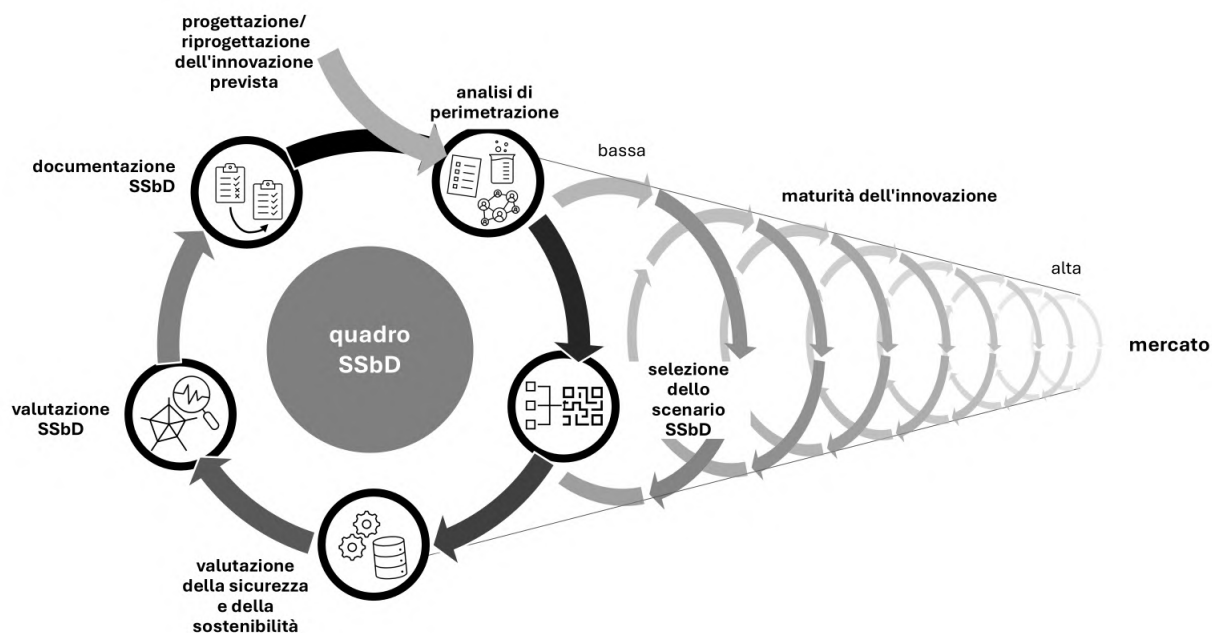 progettazione/
riprogettazione
dell'innovazione
prevista
analisi di
perimetrazione
bassa
documentazione
SSbD
maturità dell'innovazione
alta
quadro
SSbD
mercato
selezione
dello
scenario
SSbD
valutazione
SSbD
valutazione
della sicurezza
e della
sostenibilità